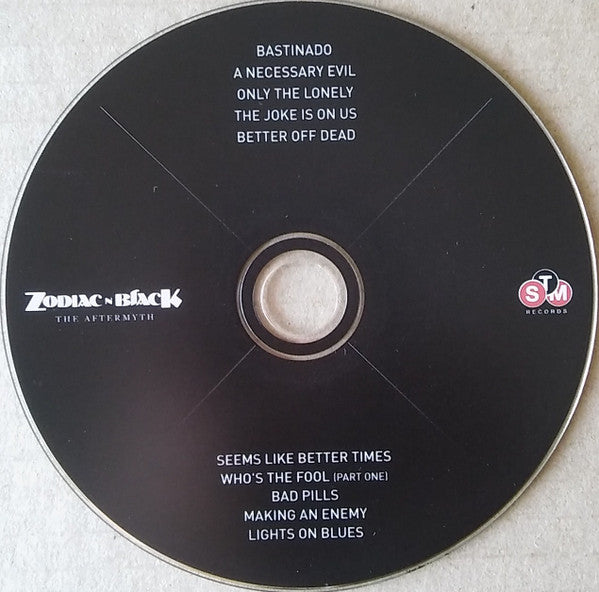 BASTINADO
A NECESSARY EVIL
ONLY THE LONELY
THE JOKE IS ON US
BETTER OFF DEAD
ZODIAC N BLACK
THE AFTERMYTH
STM
RECORDS
SEEMS LIKE BETTER TIMES
WHO'S THE FOOL (PART ONE)
BAD PILLS
MAKING AN ENEMY
LIGHTS ON BLUES